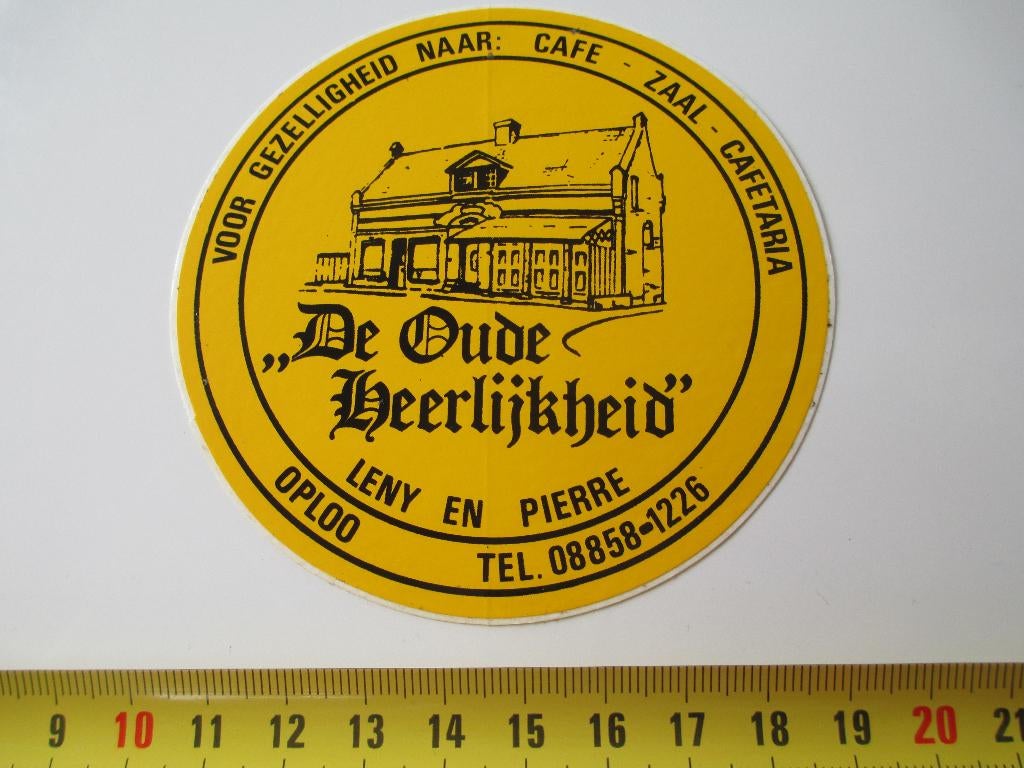 VOOR GEZELLIGHEID NAAR: CAFE - ZAAL - CAFETARIA
„De Oude
Heerlijkheid”
LENY EN PIERRE
OPLOO TEL. 08858-1226
9 10 11 12 13 14 15 16 17 18 19 20 21